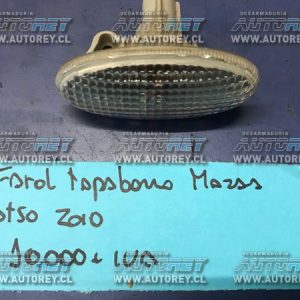 DESARMADURIA
AUTOREY
WWW.AUTOREY.CL
Farol tapabarro Mazda
bt50 2010
10.000 + IVA